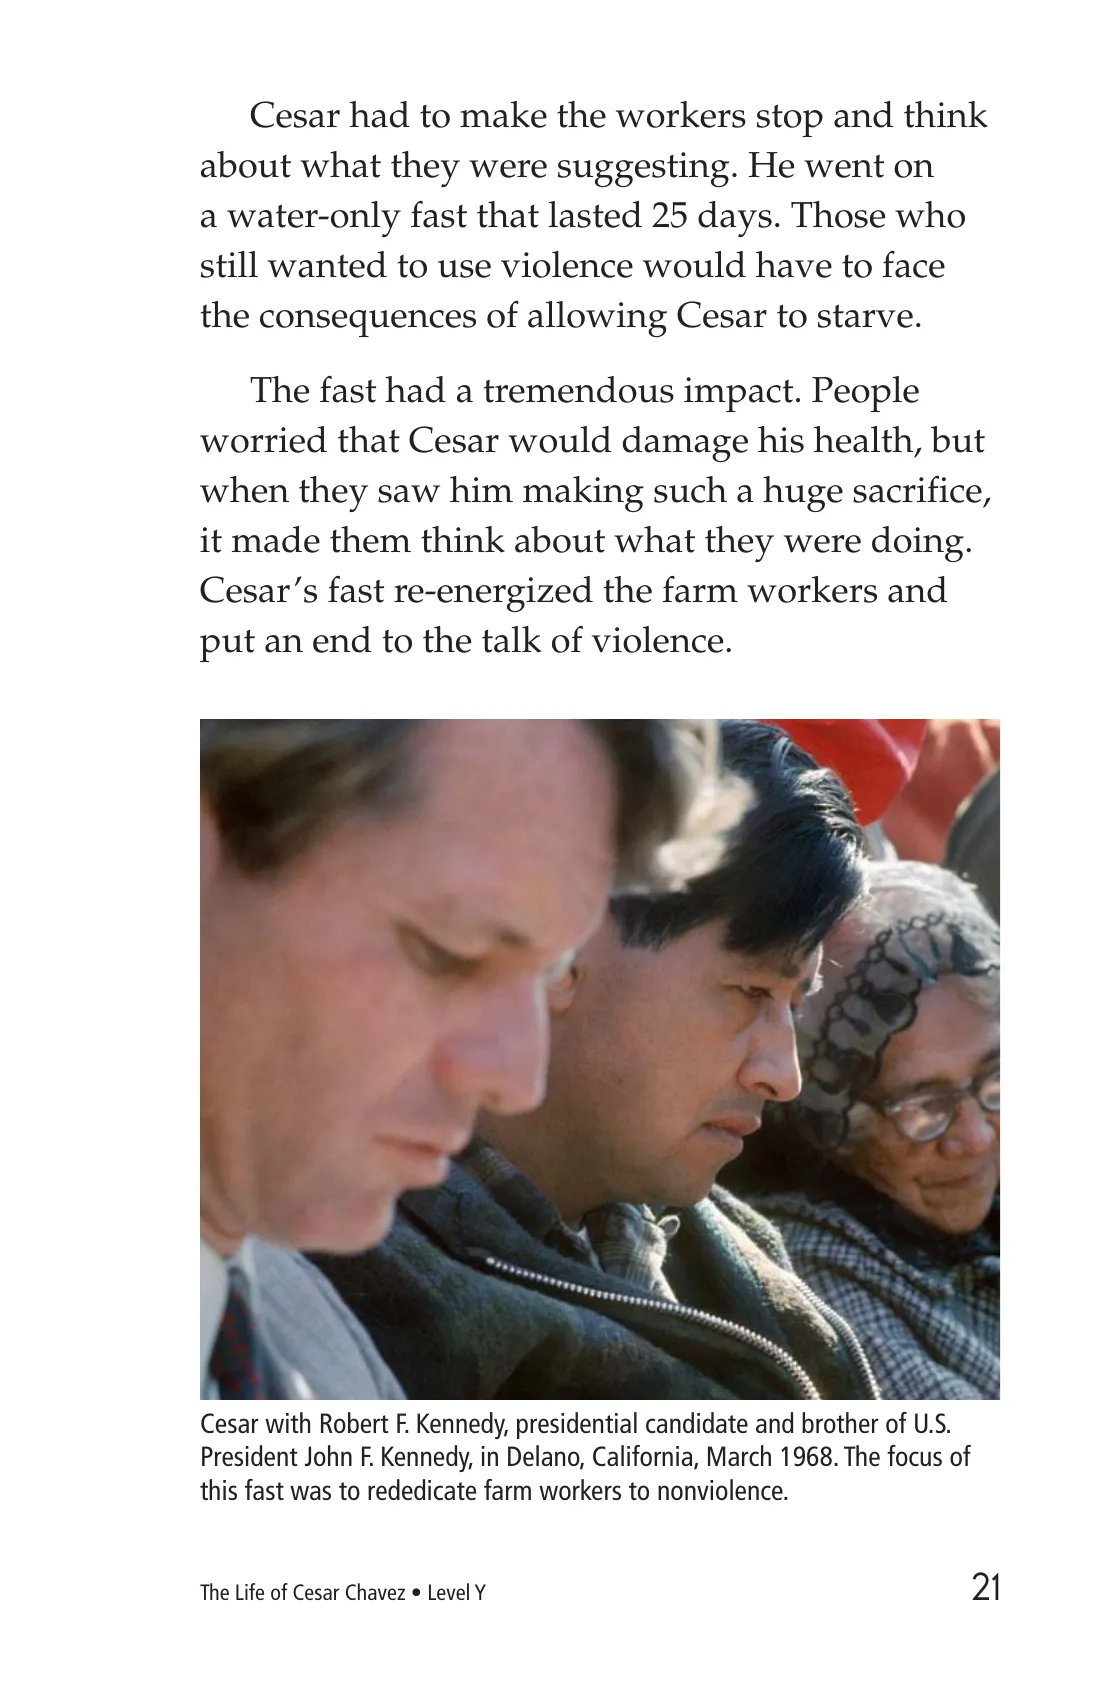 Cesar had to make the workers stop and think
about what they were suggesting. He went on
a water-only fast that lasted 25 days. Those who
still wanted to use violence would have to face
the consequences of allowing Cesar to starve.
The fast had a tremendous impact. People
worried that Cesar would damage his health, but
when they saw him making such a huge sacrifice,
it made them think about what they were doing.
Cesar’s fast re-energized the farm workers and
put an end to the talk of violence.
Cesar with Robert F. Kennedy, presidential candidate and brother of U.S.
President John F. Kennedy, in Delano, California, March 1968. The focus of
this fast was to rededicate farm workers to nonviolence.
The Life of Cesar Chavez • Level Y
21